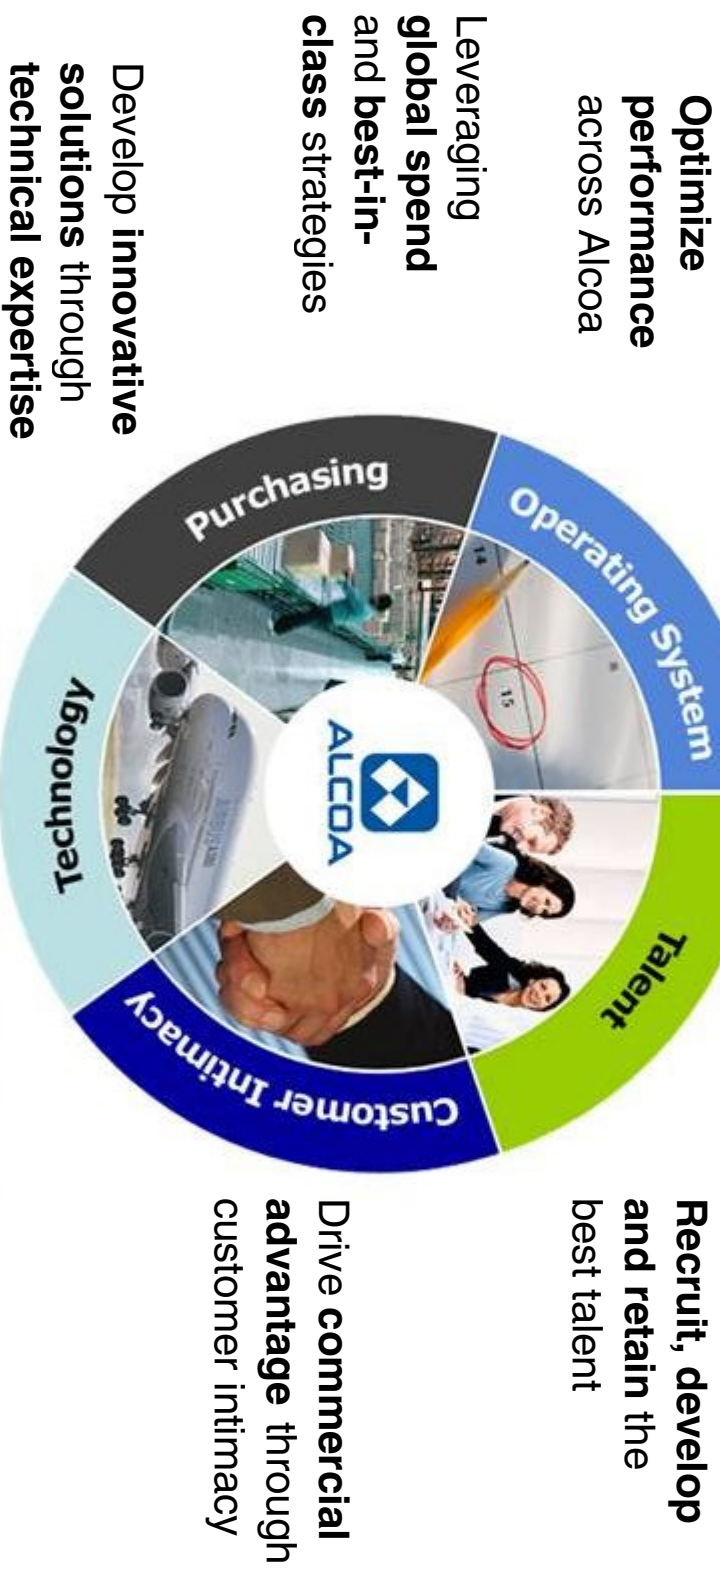 Optimize
performance
across Alcoa
Leveraging
global spend
and best-in-
class strategies
Develop innovative
solutions through
technical expertise
Operating System
Talent
Purchasing
Technology
Customer Intimacy
14
15
ALCOA
Recruit, develop
and retain the
best talent
Drive commercial
advantage through
customer intimacy